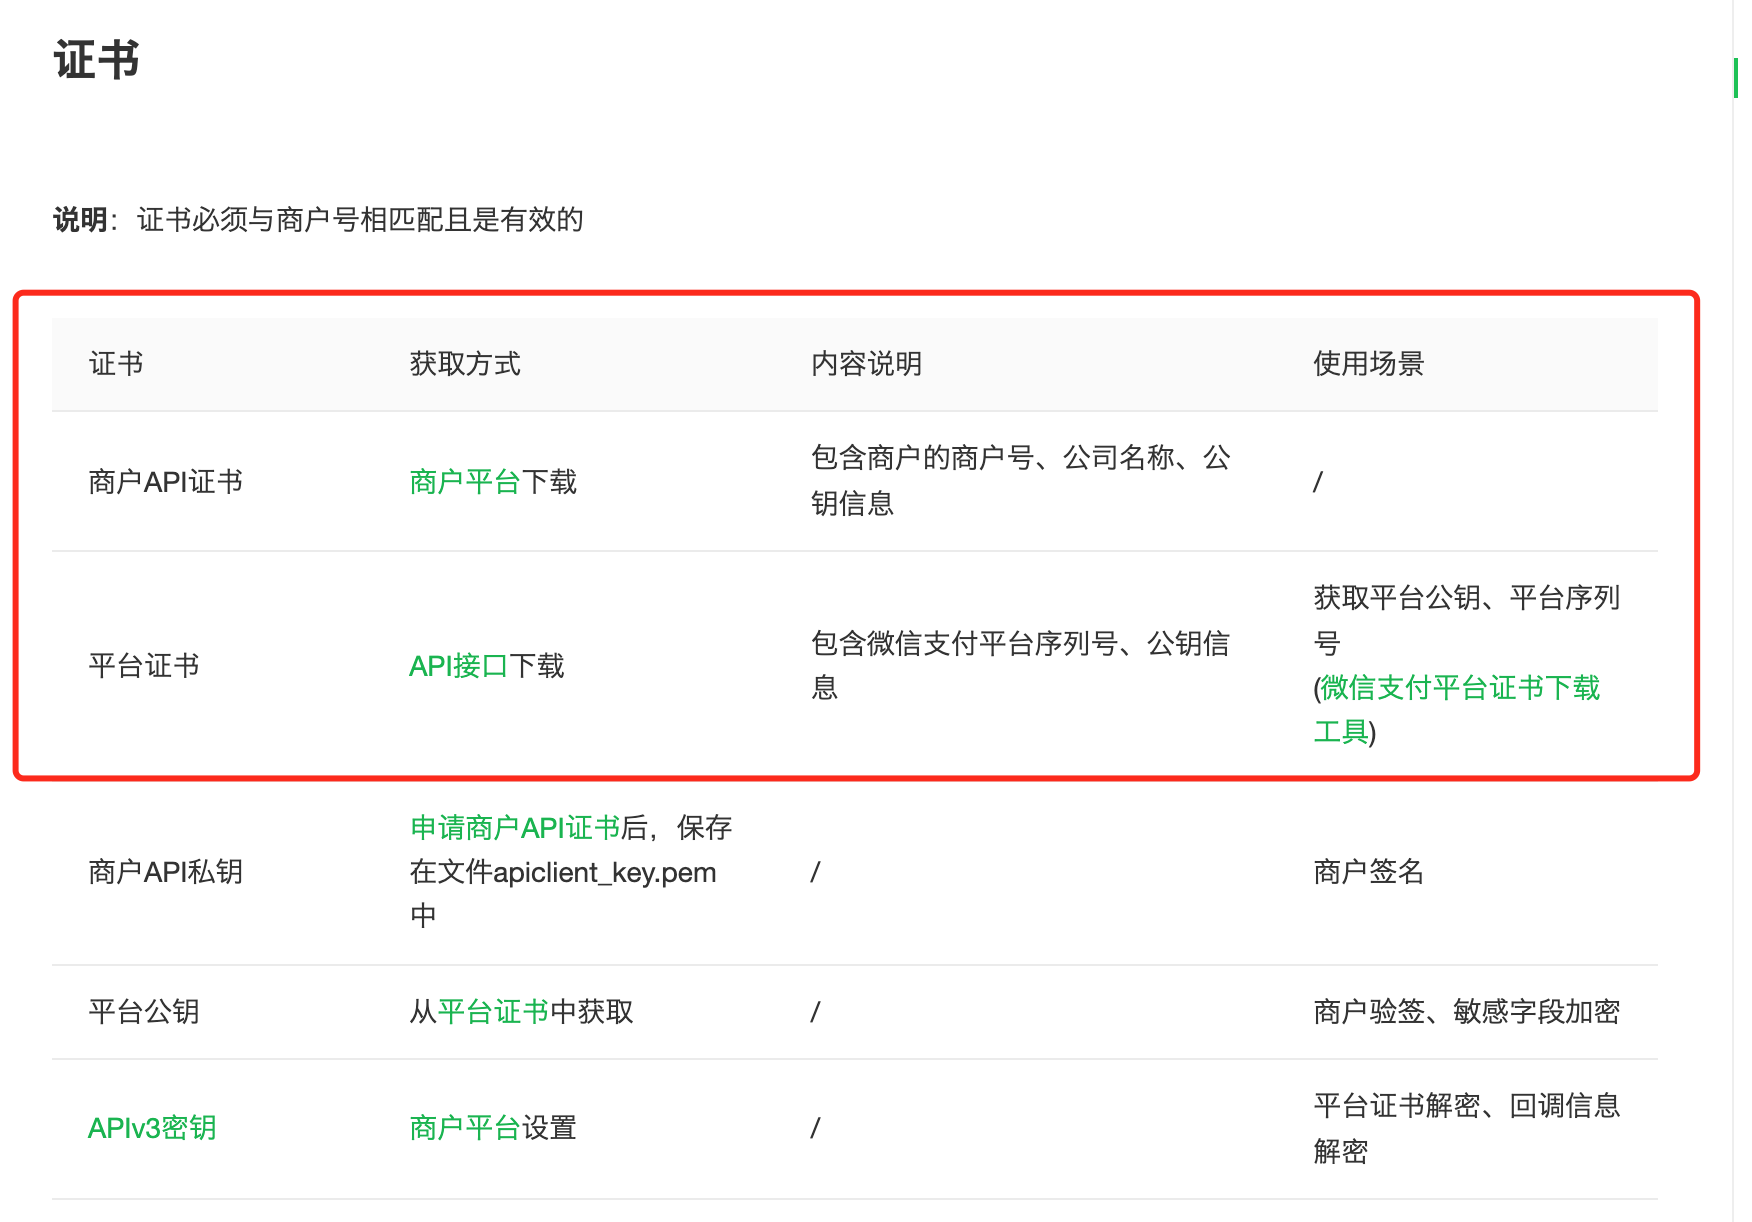 证书
说明：证书必须与商户号相匹配且是有效的
证书 获取方式 内容说明 使用场景
商户API证书 商户平台下载 包含商户的商户号、公司名称、公
钥信息 /
平台证书 API接口下载 包含微信支付平台序列号、公钥信
息 获取平台公钥、平台序列
号
(微信支付平台证书下载
工具)
商户API私钥 申请商户API证书后，保存
在文件apiclient_key.pem
中 / 商户签名
平台公钥 从平台证书中获取 / 商户验签、敏感字段加密
APIv3密钥 商户平台设置 / 平台证书解密、回调信息
解密